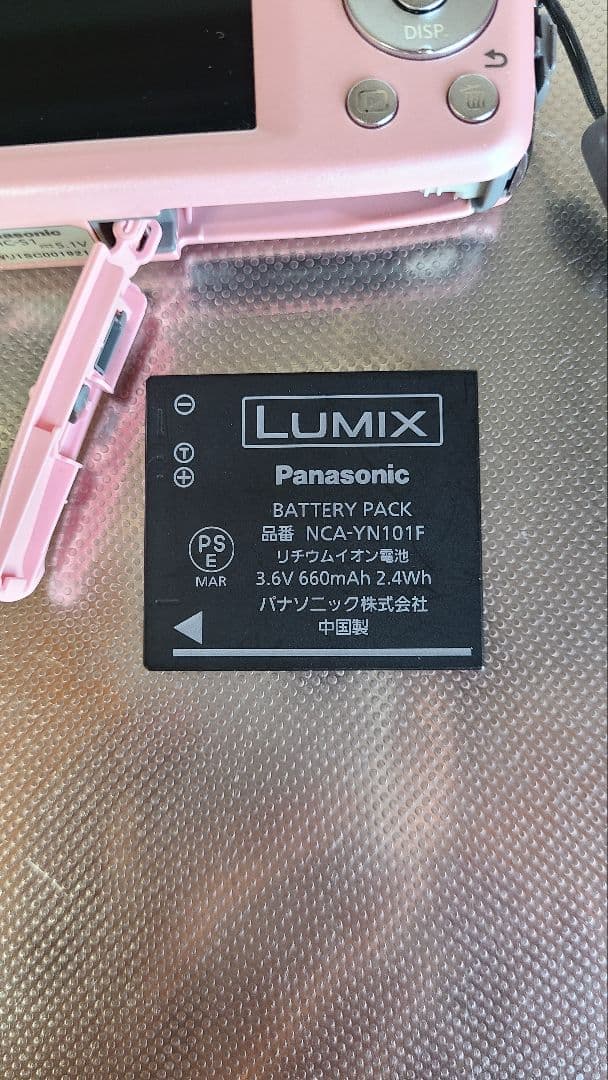 DISP.
5.1V
LUMIX
Panasonic
BATTERY PACK
品番 NCA-YN101F
リチウムイオン電池
3.6V 660mAh 2.4Wh
パナソニック株式会社
中国製
T
PS
E
MAR